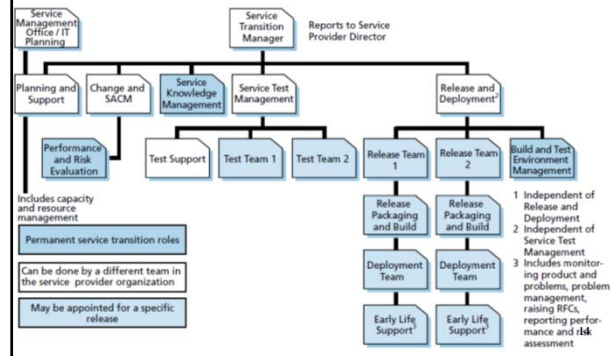 Service
Management
Office / IT
Planning
Service
Transition
Manager
Reports to Service
Provider Director
Planning and
Support
Change and
SACM
Service
Knowledge
Management
Service Test
Management
Release and
Deployment2
Performance
and Risk
Evaluation
Test Support
Test Team 1
Test Team 2
Release Team
1
Release Team
2
Build and Test
Environment
Management
Includes capacity
and resource
management
Release
Packaging
and Build
Release
Packaging
and Build
Deployment
Team
Deployment
Team
Early Life
Support3
Early Life
Support3
Permanent service transition roles
Can be done by a different team in
the service provider organization
May be appointed for a specific
release
1 Independent of
Release and
Deployment
2 Independent of
Service Test
Management
3 Includes monitor-
ing product and
problems, problem
management,
raising RFCs,
reporting perfor-
mance and risk
assessment